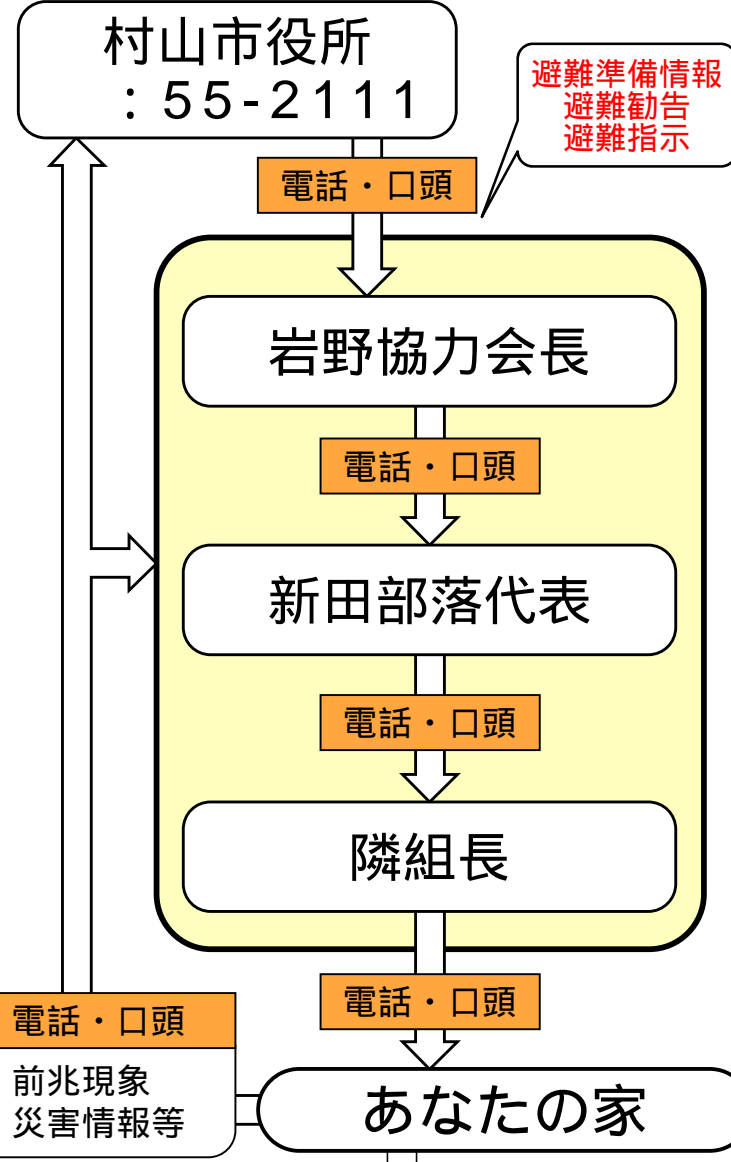 村山市役所
：55-2111
避難準備情報
避難勧告
避難指示
電話・口頭
岩野協力会長
電話・口頭
新田部落代表
電話・口頭
隣組長
電話・口頭
電話・口頭
前兆現象
災害情報等
あなたの家